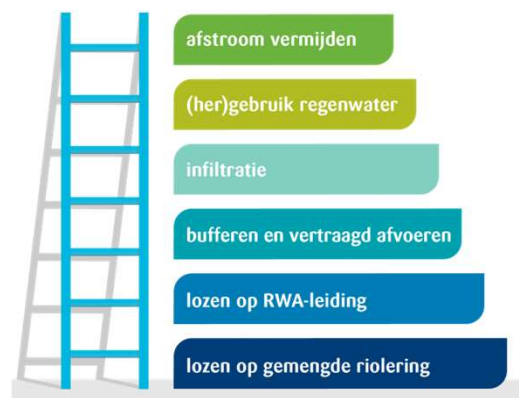 afstroom vermijden
(her)gebruik regenwater
infiltratie
bufferen en vertraagd afvoeren
lozen op RWA-leiding
lozen op gemengde riolering